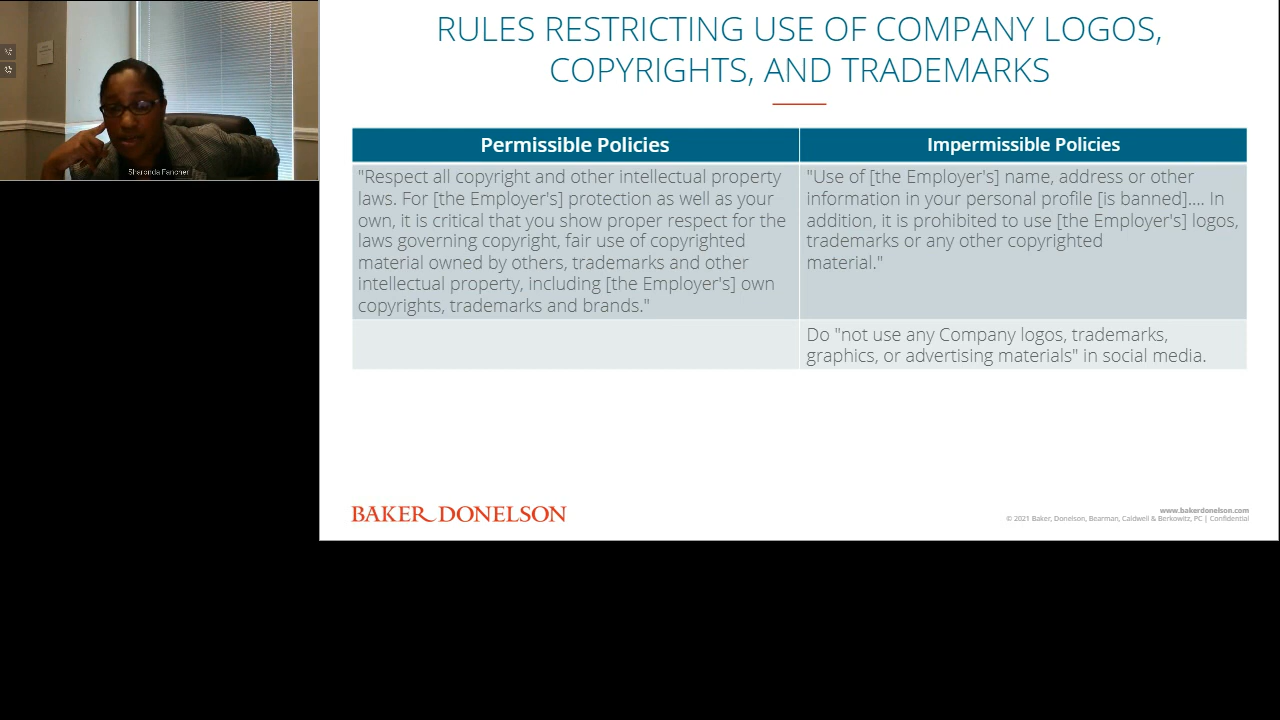 RULES RESTRICTING USE OF COMPANY LOGOS,
COPYRIGHTS, AND TRADEMARKS
Permissible Policies
Impermissible Policies
"Respect all copyright and other intellectual property
laws. For [the Employer's] protection as well as your
own, it is critical that you show proper respect for the
laws governing copyright, fair use of copyrighted
material owned by others, trademarks and other
intellectual property, including [the Employer's] own
copyrights, trademarks and brands."
"Use of [the Employer's] name, address or other
information in your personal profile [is banned].... In
addition, it is prohibited to use [the Employer's] logos,
trademarks or any other copyrighted
material."
Do "not use any Company logos, trademarks,
graphics, or advertising materials" in social media.
Sharonda Fancher
BAKER DONELSON
www.bakerdonelson.com
© 2021 Baker, Donelson, Bearman, Caldwell & Berkowitz, PC | Confidential